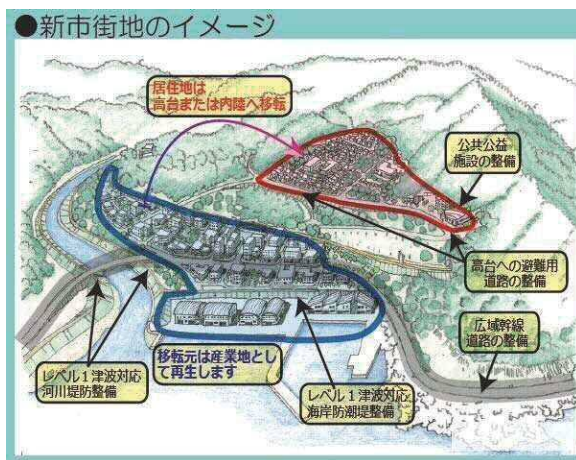 ●新市街地のイメージ
居住地は
高台または内陸へ移転
公共公益
施設の整備
高台への避難用
道路の整備
広域幹線
道路の整備
移転元は産業地とし
て再生します
レベル1津波対応
河川堤防整備
レベル1津波対応
海岸防潮堤整備